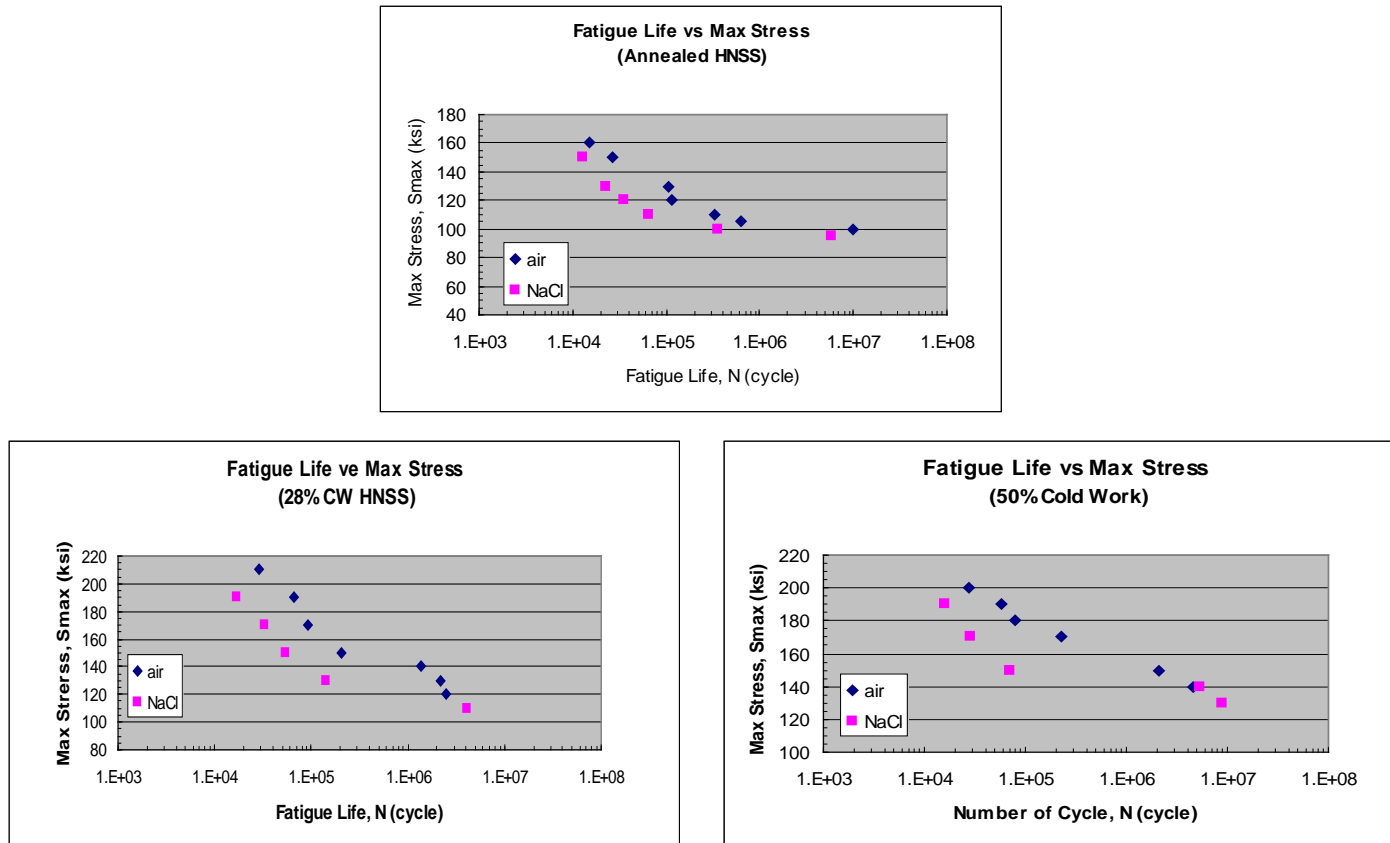 Fatigue Life vs Max Stress
(Annealed HNSS)
Max Stress, Smax (ksi)
180
160
140
120
100
80
60
40
air
NaCl
1.E+03 1.E+04 1.E+05 1.E+06 1.E+07 1.E+08
Fatigue Life, N (cycle)
Fatigue Life ve Max Stress
(28% CW HNSS)
Max Strerss, Smax (ksi)
220
200
180
160
140
120
100
80
air
NaCl
1.E+03 1.E+04 1.E+05 1.E+06 1.E+07 1.E+08
Fatigue Life, N (cycle)
Fatigue Life vs Max Stress
(50% Cold Work)
Max Stress, Smax (ksi)
220
200
180
160
140
120
100
air
NaCl
1.E+03 1.E+04 1.E+05 1.E+06 1.E+07 1.E+08
Number of Cycle, N (cycle)